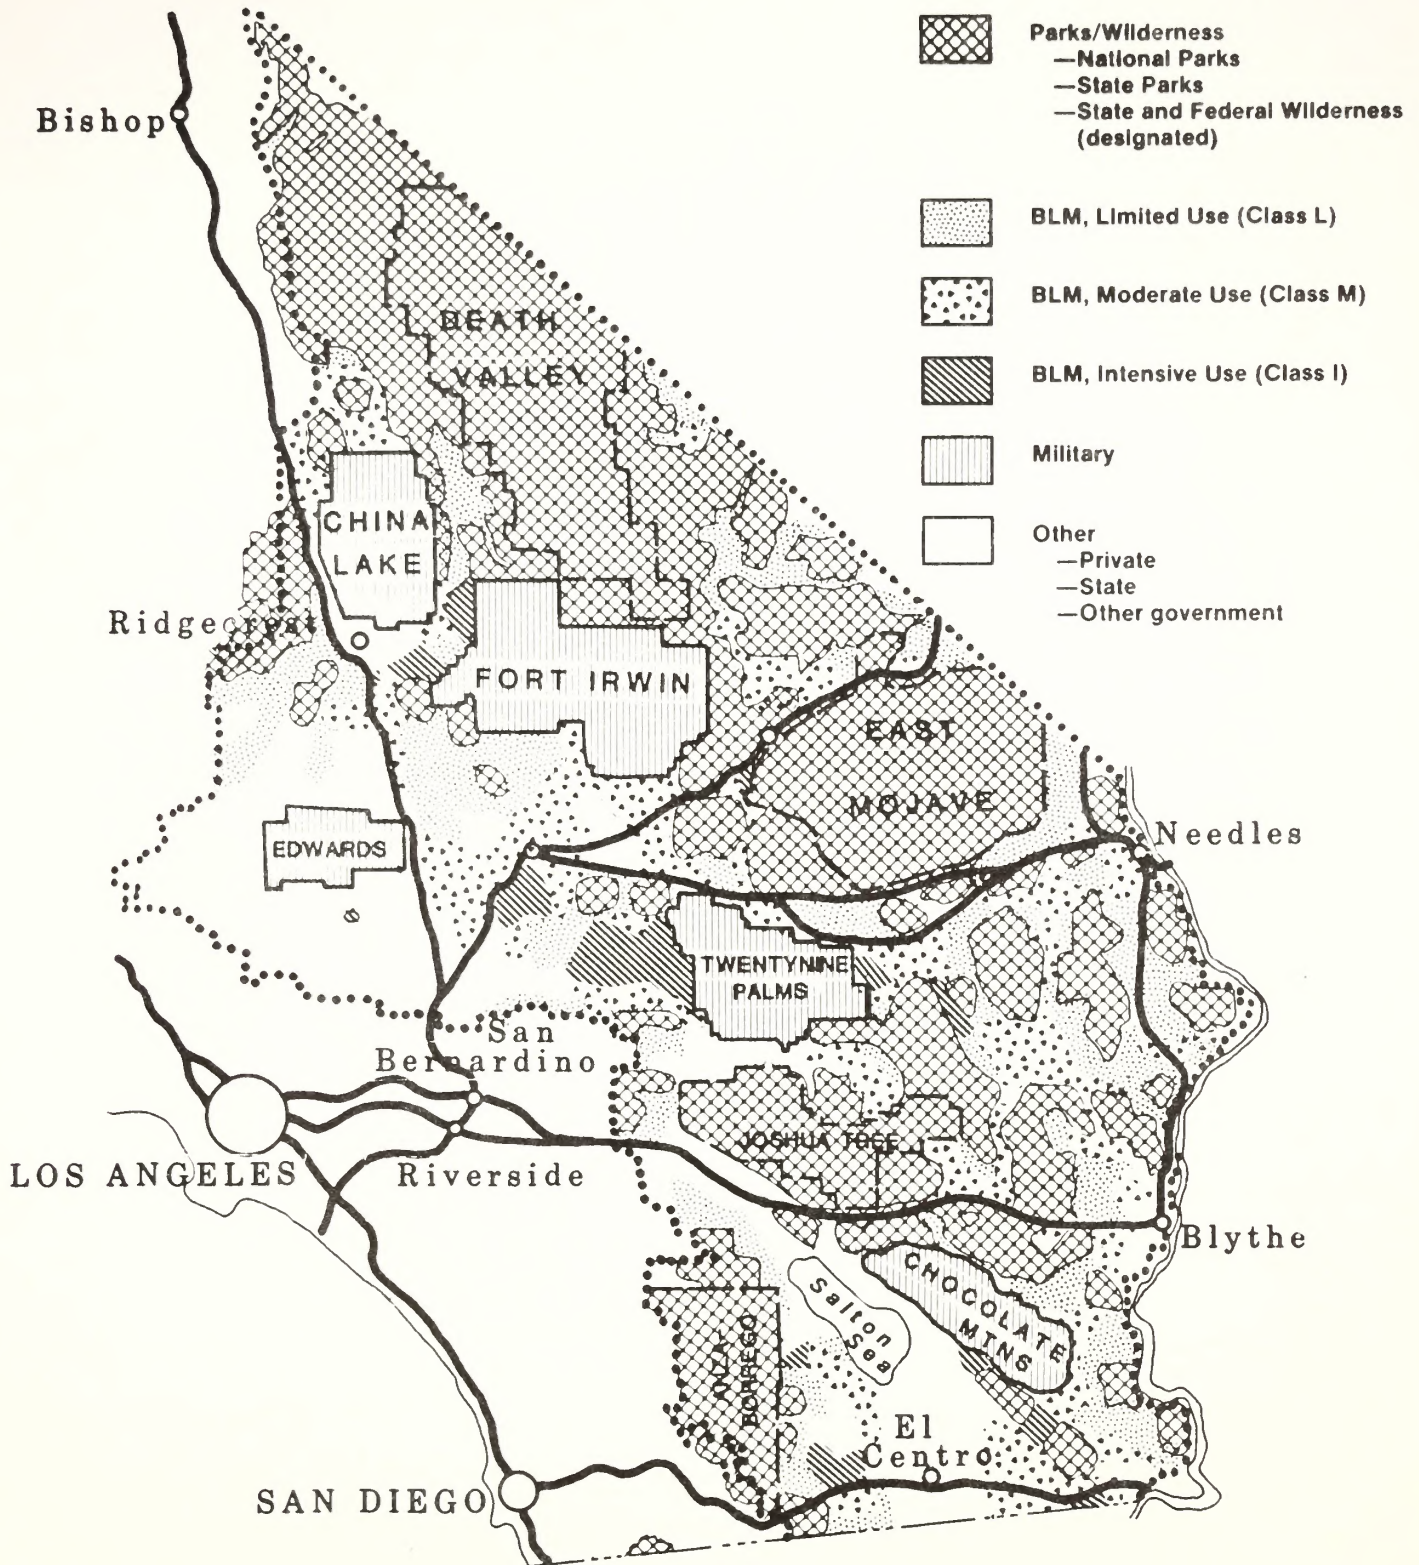 Parks/Wilderness
—National Parks
—State Parks
—State and Federal Wilderness
(designated)
BLM, Limited Use (Class L)
BLM, Moderate Use (Class M)
BLM, Intensive Use (Class I)
Military
Other
—Private
—State
—Other government
Bishop
DEATH
VALLEY
CHINA
LAKE
Ridgecrest
FORT IRWIN
EAST
MOJAVE
EDWARDS
Needles
TWENTYNINE
PALMS
San
Bernardino
JOSHUA TREE
LOS ANGELES
Riverside
Blythe
CHOCOLATE
MTNS
Salton
Sea
ANZA-
BORREGO
El
Centro
SAN DIEGO